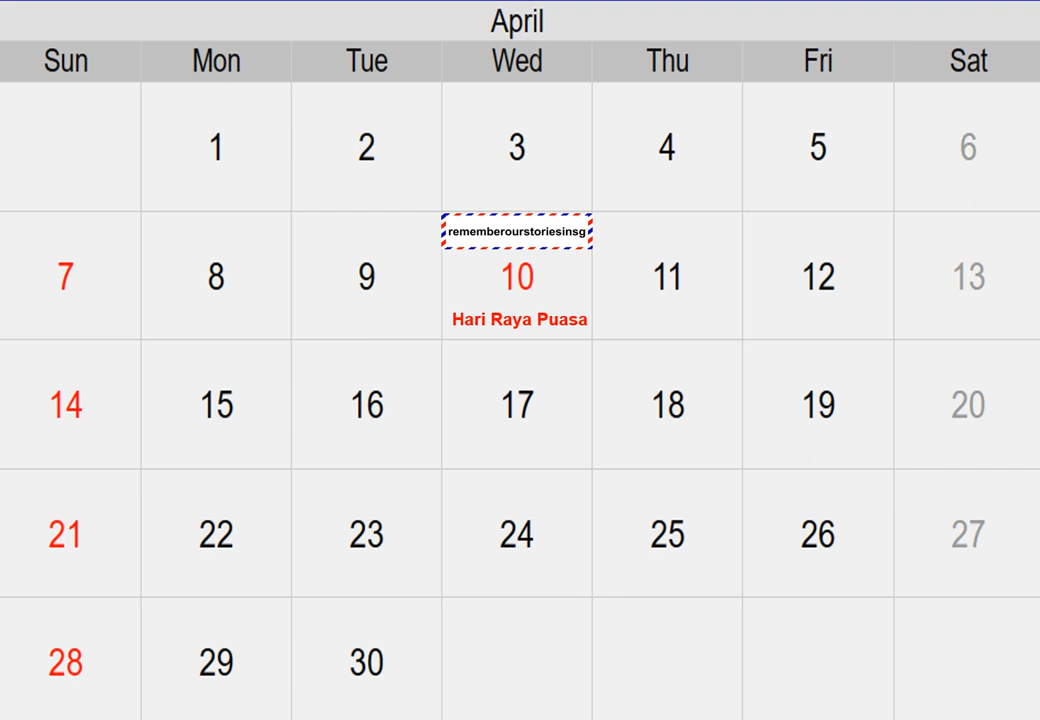 April
Sun Mon Tue Wed Thu Fri Sat
1 2 3 4 5 6
rememberourstoriesinsg
7 8 9 10 11 12 13
Hari Raya Puasa
14 15 16 17 18 19 20
21 22 23 24 25 26 27
28 29 30